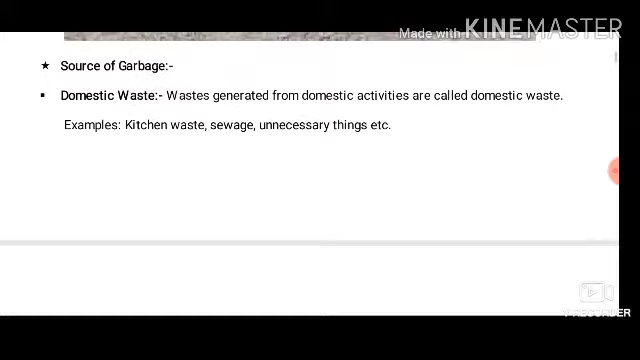 Made with KINEMASTER
★ Source of Garbage:-
▪ Domestic Waste:- Wastes generated from domestic activities are called domestic waste.
Examples: Kitchen waste, sewage, unnecessary things etc.
V RECORDER